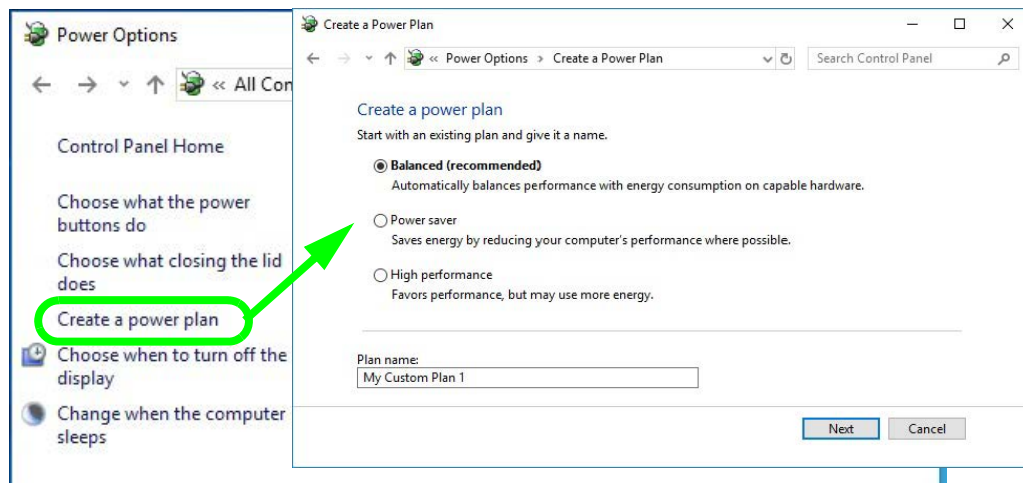 Power Options
« All Con
Control Panel Home
Choose what the power
buttons do
Choose what closing the lid
does
Create a power plan
Choose when to turn off the
display
Change when the computer
sleeps
Create a Power Plan
« Power Options > Create a Power Plan
Search Control Panel
Create a power plan
Start with an existing plan and give it a name.
Balanced (recommended)
Automatically balances performance with energy consumption on capable hardware.
Power saver
Saves energy by reducing your computer's performance where possible.
High performance
Favors performance, but may use more energy.
Plan name:
My Custom Plan 1
Next Cancel